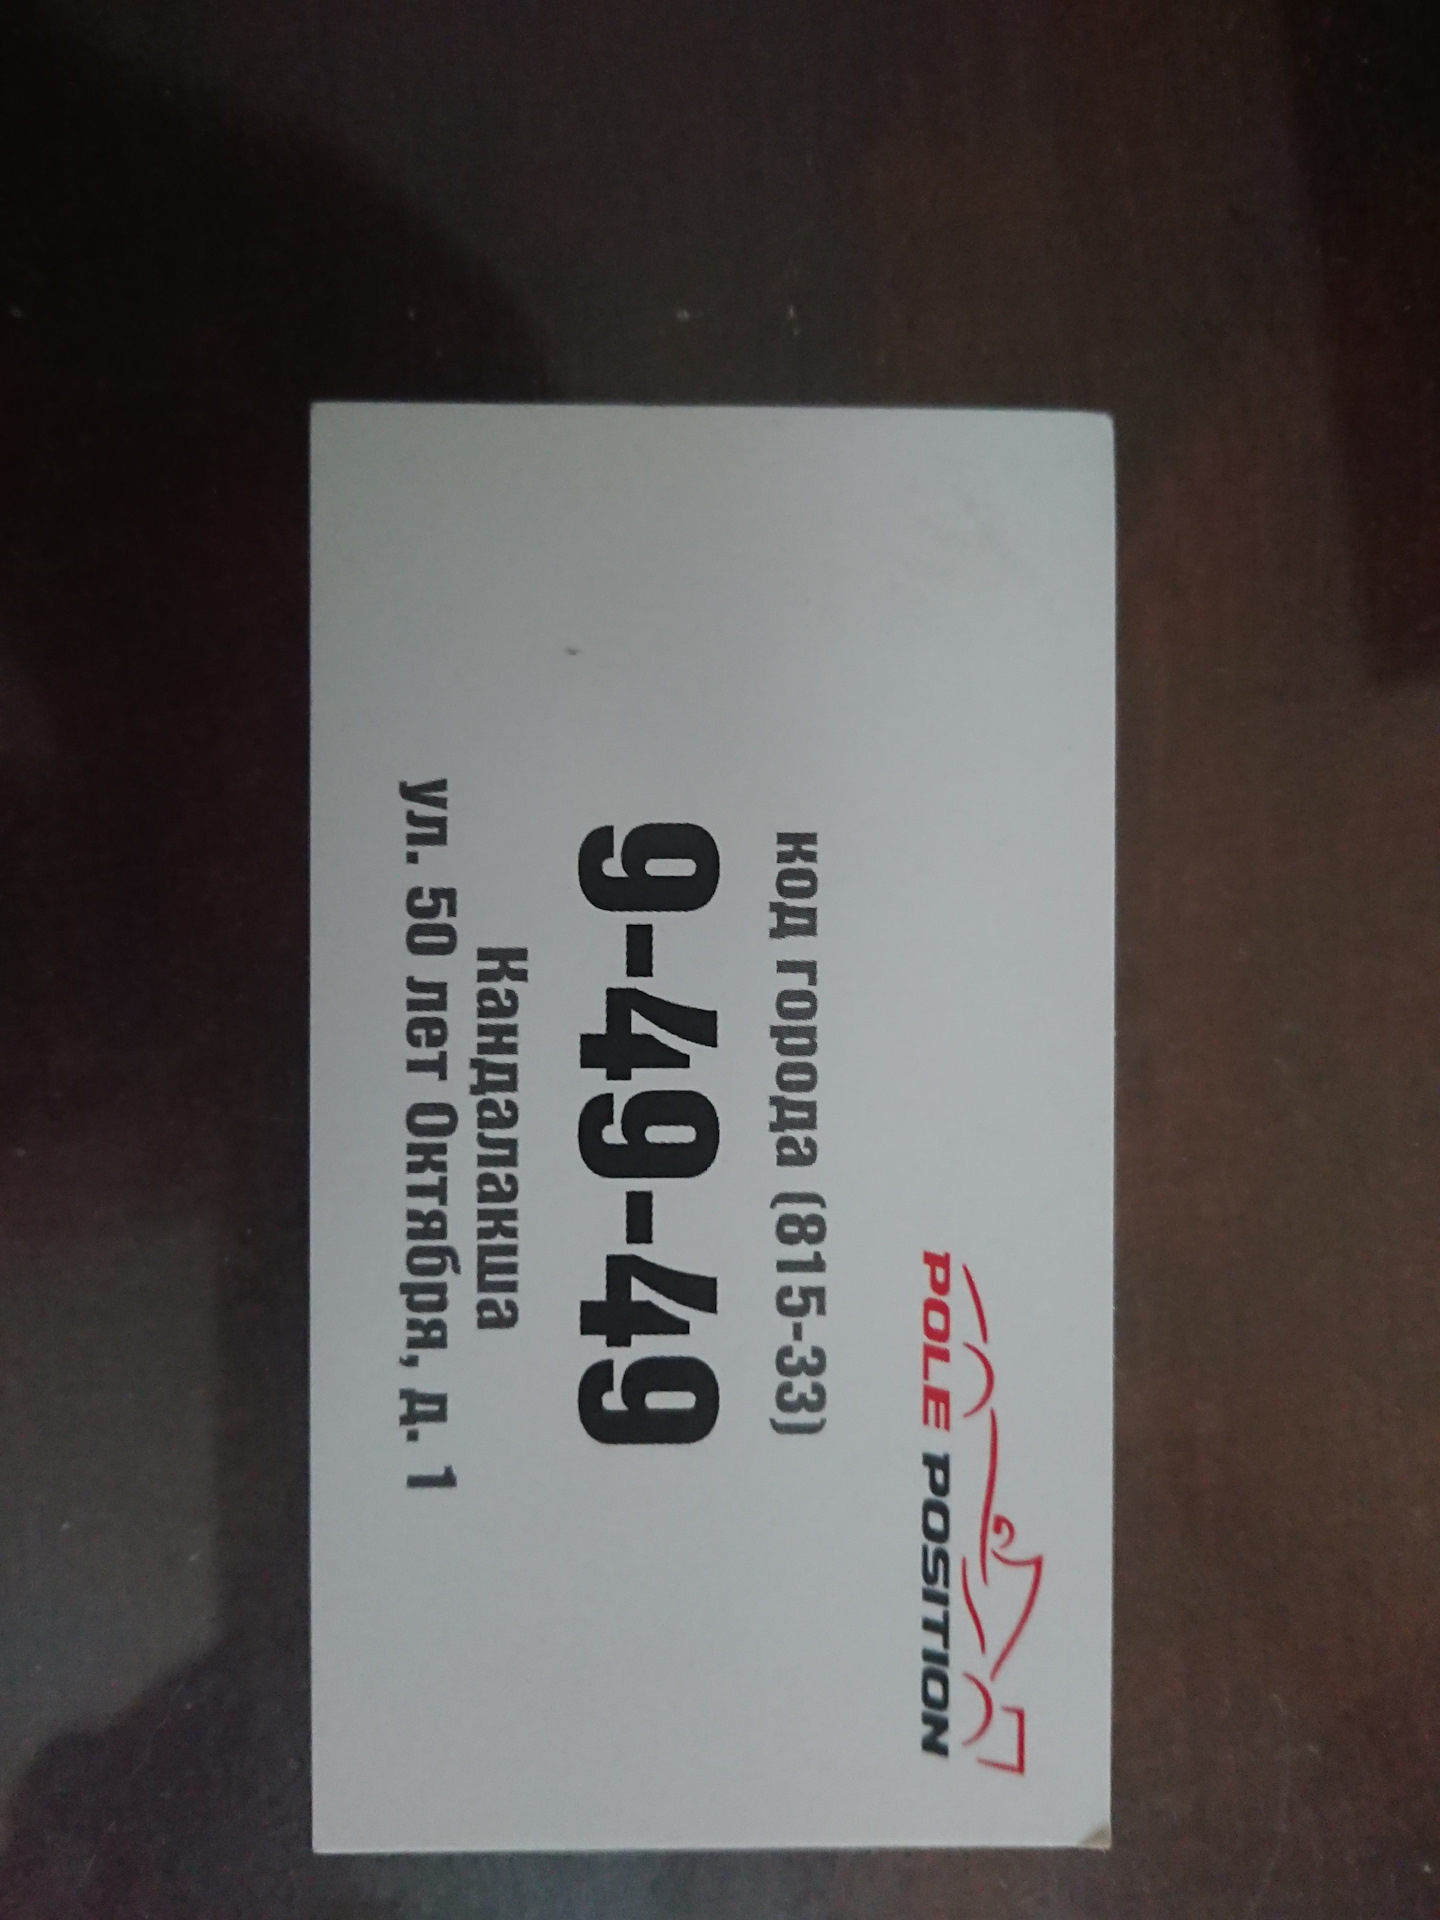 POLE POSITION
код города (815-33)
9-49-49
Кандалакша
ул. 50 лет Октября, д. 1